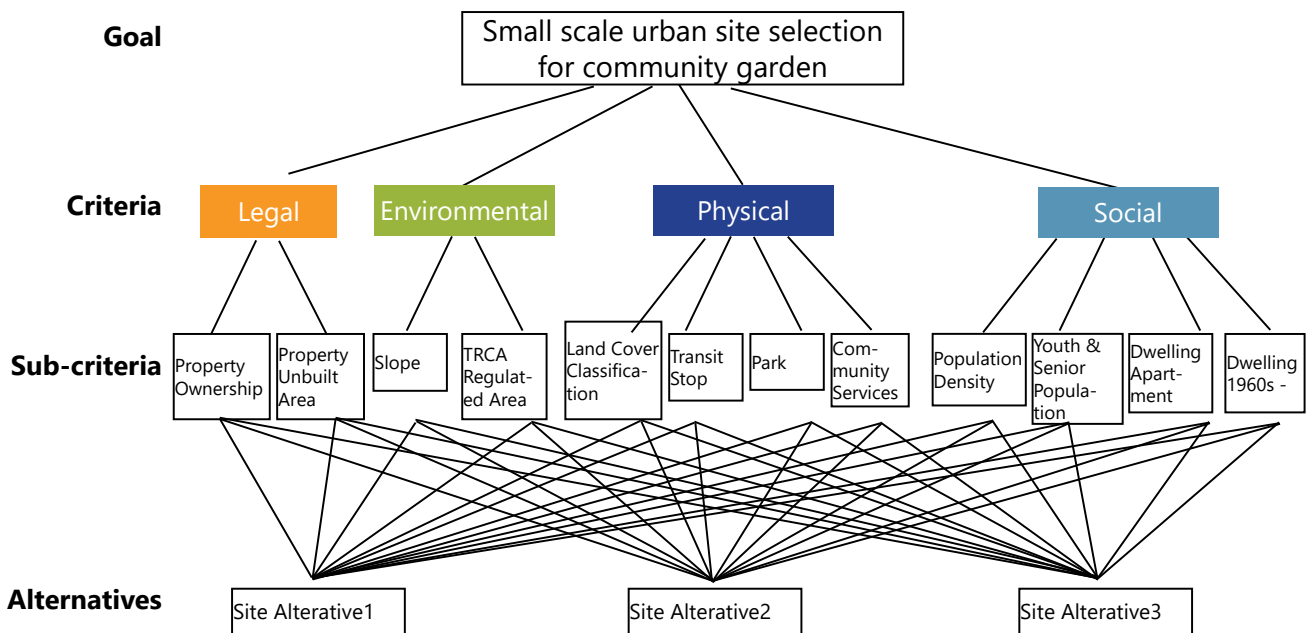 Goal
Small scale urban site selection
for community garden
Criteria
Legal
Environmental
Physical
Social
Sub-criteria
Property
Ownership
Property
Unbuilt
Area
Slope
TRCA
Regulat-
ed Area
Land Cover
Classifica-
tion
Transit
Stop
Park
Com-
munity
Services
Population
Density
Youth &
Senior
Popula-
tion
Dwelling
Apart-
ment
Dwelling
1960s -
Alternatives
Site Alterative1
Site Alterative2
Site Alterative3